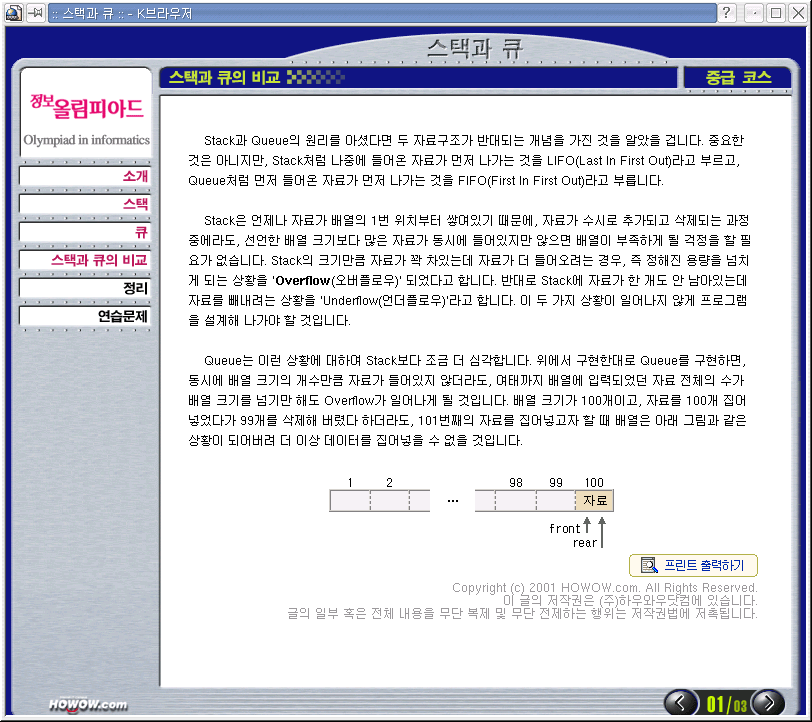 :: 스택과 큐 :: - K브라우저
스택과 큐
정보올림피아드
Olympiad in informatics
소개
스택
큐
스택과 큐의 비교
정리
연습문제
스택과 큐의 비교
중급 코스
Stack과 Queue의 원리를 아셨다면 두 자료구조가 반대되는 개념을 가진 것을 알았을 겁니다. 중요한
것은 아니지만, Stack처럼 나중에 들어온 자료가 먼저 나가는 것을 LIFO(Last In First Out)라고 부르고,
Queue처럼 먼저 들어온 자료가 먼저 나가는 것을 FIFO(First In First Out)라고 부릅니다.
Stack은 언제나 자료가 배열의 1번 위치부터 쌓여있기 때문에, 자료가 수시로 추가되고 삭제되는 과정
중에라도, 선언한 배열 크기보다 많은 자료가 동시에 들어있지만 않으면 배열이 부족하게 될 걱정을 할 필
요가 없습니다. Stack의 크기만큼 자료가 꽉 차있는데 자료가 더 들어오려는 경우, 즉 정해진 용량을 넘치
게 되는 상황을 'Overflow(오버플로우)' 되었다고 합니다. 반대로 Stack에 자료가 한 개도 안 남아있는데
자료를 빼내려는 상황을 'Underflow(언더플로우)'라고 합니다. 이 두 가지 상황이 일어나지 않게 프로그램
을 설계해 나가야 할 것입니다.
Queue는 이런 상황에 대하여 Stack보다 조금 더 심각합니다. 위에서 구현한대로 Queue를 구현하면,
동시에 배열 크기의 개수만큼 자료가 들어있지 않더라도, 여태까지 배열에 입력되었던 자료 전체의 수가
배열 크기를 넘기만 해도 Overflow가 일어나게 될 것입니다. 배열 크기가 100개이고, 자료를 100개 집어
넣었다가 99개를 삭제해 버렸다 하더라도, 101번째의 자료를 집어넣고자 할 때 배열은 아래 그림과 같은
상황이 되어버려 더 이상 데이터를 집어넣을 수 없을 것입니다.
1 2 98 99 100
... 자료
front
rear
프린트 출력하기
Copyright (c) 2001 HOWOW.com. All Rights Reserved.
이 글의 저작권은 (주)하우와우닷컴에 있습니다.
글의 일부 혹은 전체 내용을 무단 복제 및 무단 전제하는 행위는 저작권법에 저촉됩니다.
HOWOW.com
01/03